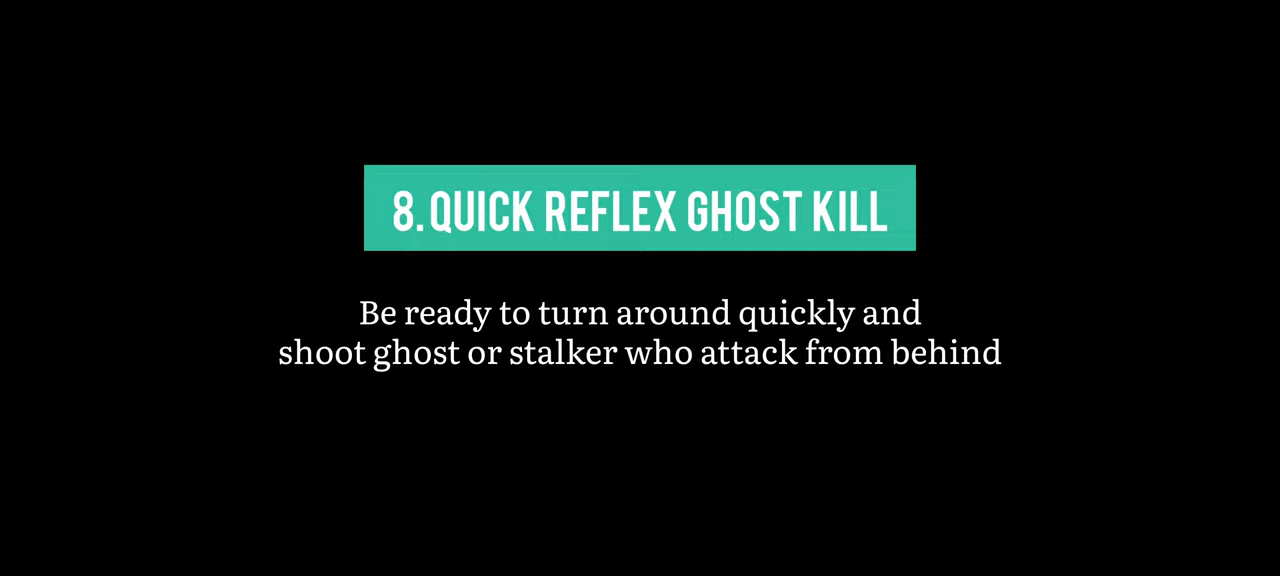 8. QUICK REFLEX GHOST KILL
Be ready to turn around quickly and
shoot ghost or stalker who attack from behind